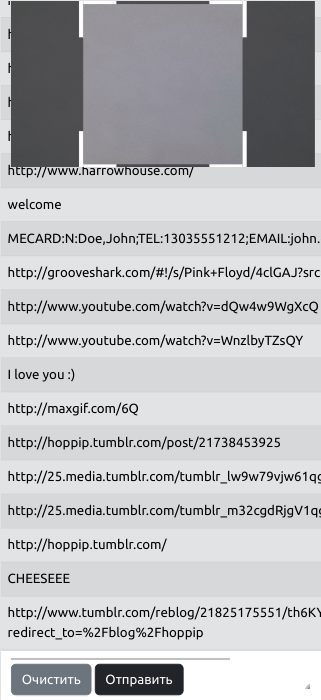 http://www.harrowhouse.com/
welcome
MECARD:N:Doe,John;TEL:13035551212;EMAIL:john.
http://grooveshark.com/#!/s/Pink+Floyd/4clGAJ?src
http://www.youtube.com/watch?v=dQw4w9WgXcQ
http://www.youtube.com/watch?v=WnzlbyTZsQY
I love you :)
http://maxgif.com/6Q
http://hoppip.tumblr.com/post/21738453925
http://25.media.tumblr.com/tumblr_lw9w79vjw61qg
http://25.media.tumblr.com/tumblr_m32cgdRjgV1qg
http://hoppip.tumblr.com/
CHEESEEE
http://www.tumblr.com/reblog/21825175551/th6KY
redirect_to=%2Fblog%2Fhoppip
Очистить Отправить